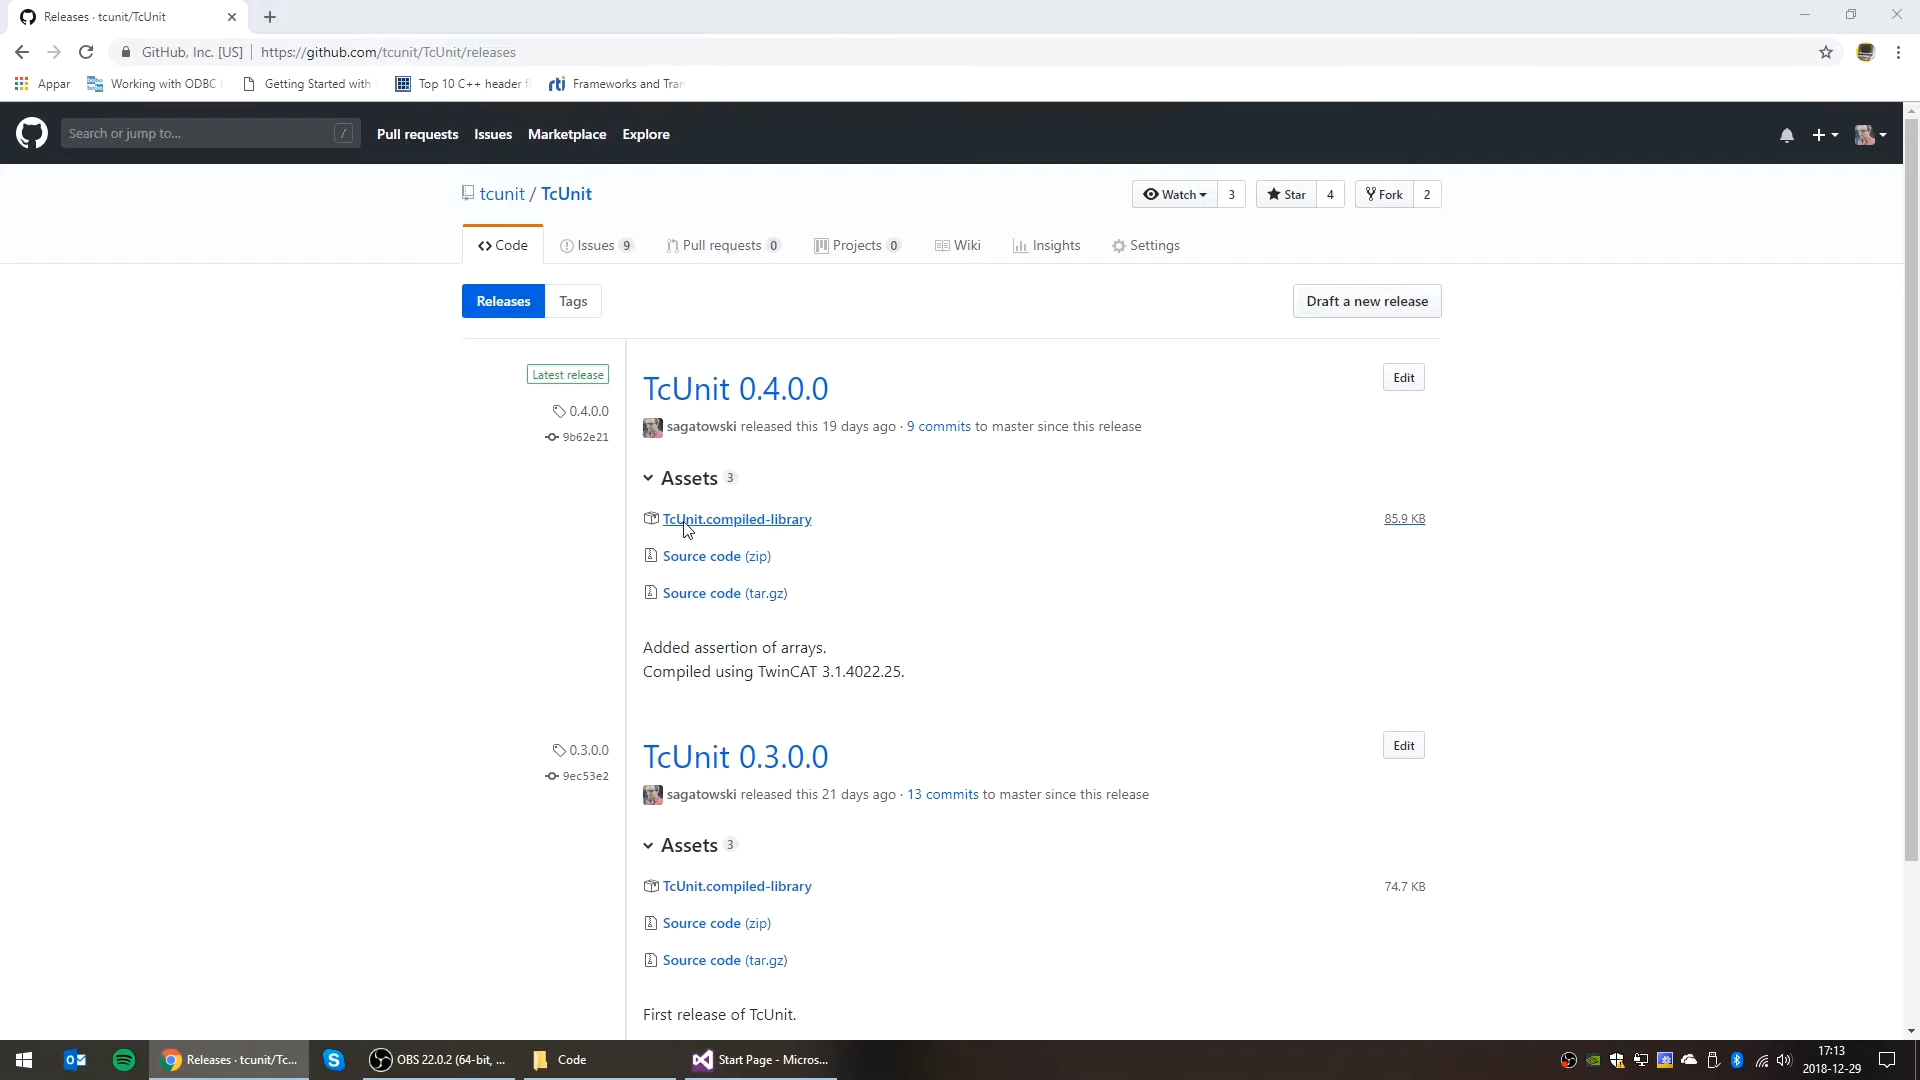 Releases · tcunit/TcUnit
GitHub, Inc. [US] | https://github.com/tcunit/TcUnit/releases
Appar Working with ODBC Getting Started with Top 10 C++ header Frameworks and Tran
Search or jump to... / Pull requests Issues Marketplace Explore
tcunit / TcUnit Watch 3 Star 4 Fork 2
Code Issues 9 Pull requests 0 Projects 0 Wiki Insights Settings
Releases Tags Draft a new release
Latest release
TcUnit 0.4.0.0 Edit
0.4.0.0
sagatowski released this 19 days ago · 9 commits to master since this release
9b62e21
Assets 3
TcUnit.compiled-library 85.9 KB
Source code (zip)
Source code (tar.gz)
Added assertion of arrays.
Compiled using TwinCAT 3.1.4022.25.
0.3.0.0
TcUnit 0.3.0.0 Edit
9ec53e2
sagatowski released this 21 days ago · 13 commits to master since this release
Assets 3
TcUnit.compiled-library 74.7 KB
Source code (zip)
Source code (tar.gz)
First release of TcUnit.
Releases · tcunit/Tc... OBS 22.0.2 (64-bit, ... Code Start Page - Micros...
17:13
2018-12-29